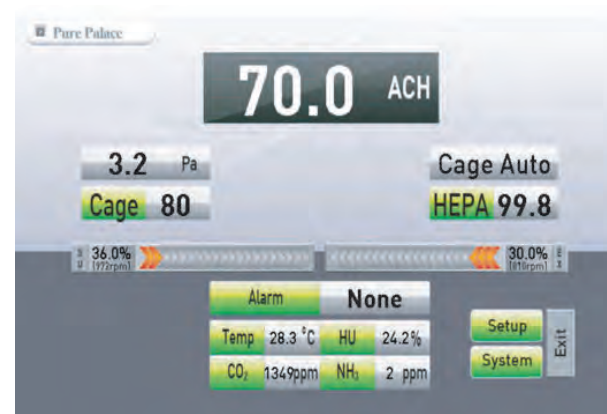 Pure Palace
70.0 ACH
3.2 Pa
Cage Auto
Cage 80
HEPA 99.8
36.0%
[972rpm]
30.0%
[810rpm]
Alarm None
Temp 28.3 °C HU 24.2%
CO₂ 1349ppm NH₃ 2 ppm
Setup
System
Exit